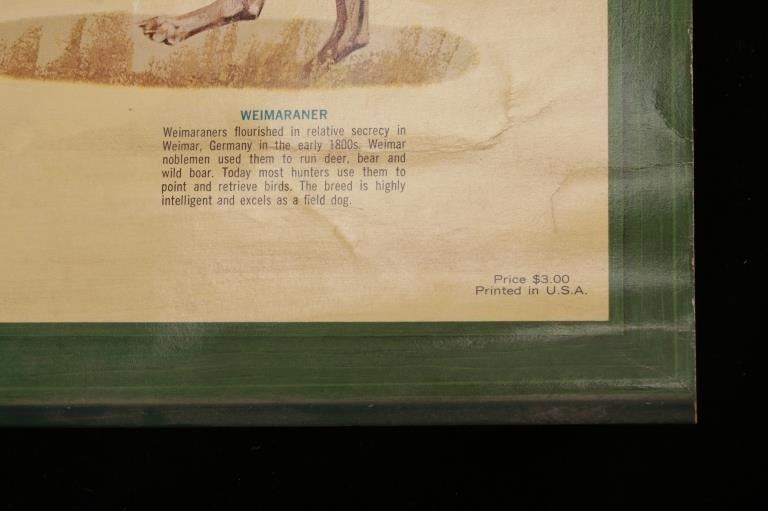 WEIMARANER
Weimaraners flourished in relative secrecy in
Weimar, Germany in the early 1800s. Weimar
noblemen used them to run deer, bear and
wild boar. Today most hunters use them to
point and retrieve birds. The breed is highly
intelligent and excels as a field dog.
Price $3.00
Printed in U.S.A.